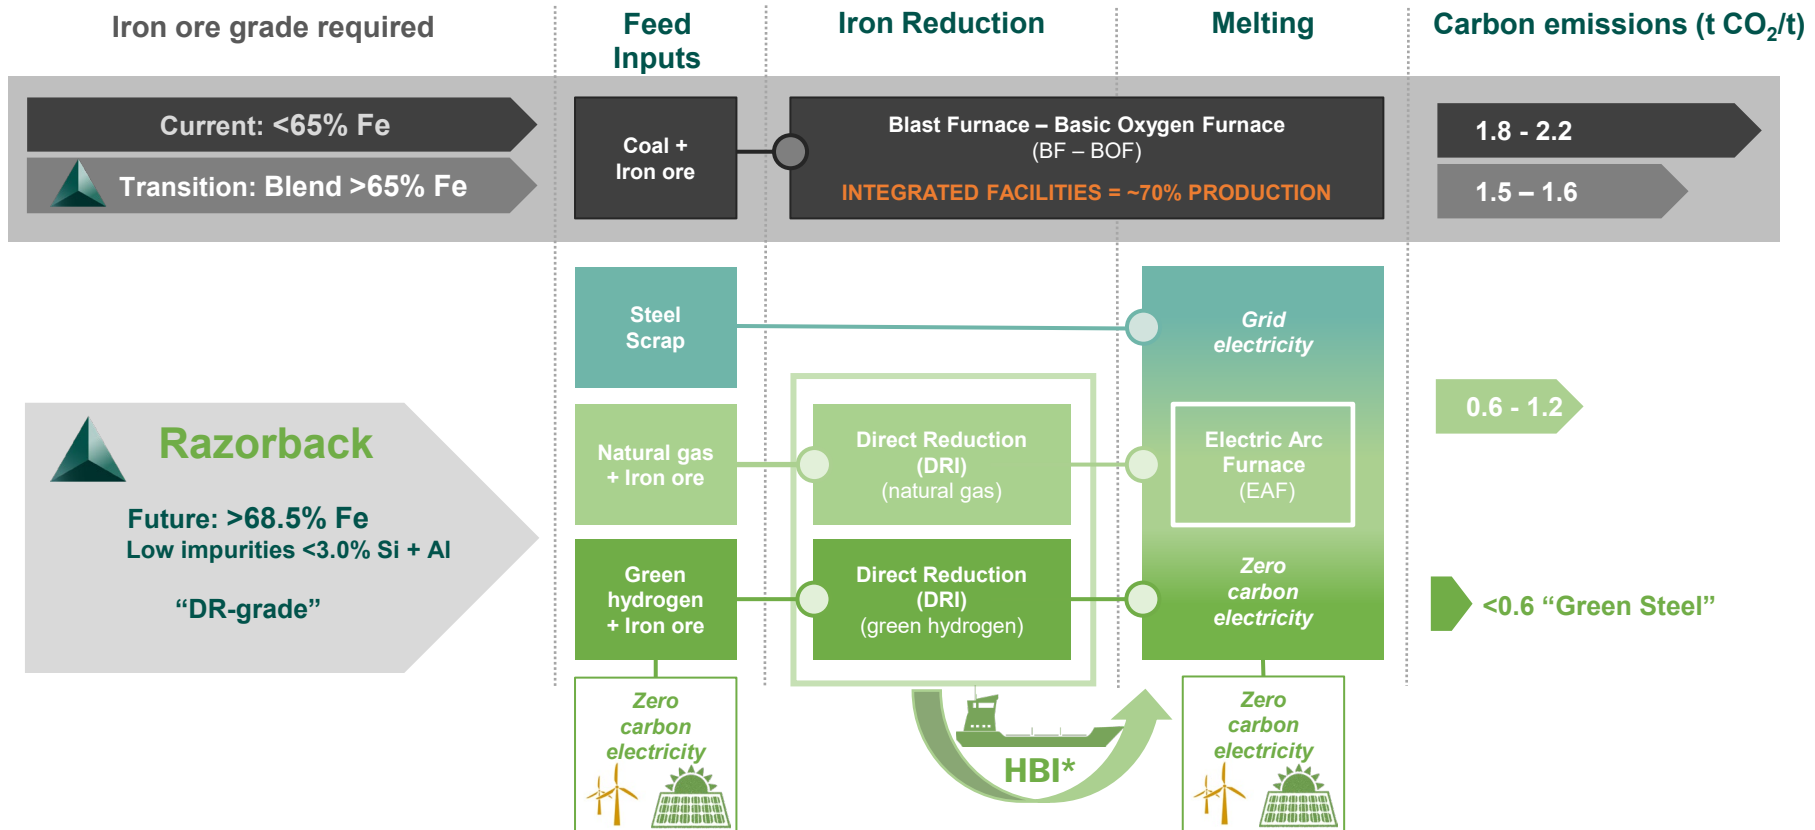 Iron ore grade required
Feed
Inputs
Iron Reduction
Melting
Carbon emissions (t CO₂/t)
Current: <65% Fe
Transition: Blend >65% Fe
Coal +
Iron ore
Blast Furnace – Basic Oxygen Furnace
(BF – BOF)
INTEGRATED FACILITIES = ~70% PRODUCTION
1.8 - 2.2
1.5 – 1.6
Steel
Scrap
Grid
electricity
Razorback
Future: >68.5% Fe
Low impurities <3.0% Si + Al
“DR-grade”
Natural gas
+ Iron ore
Direct Reduction
(DRI)
(natural gas)
Electric Arc
Furnace
(EAF)
0.6 - 1.2
Green
hydrogen
+ Iron ore
Direct Reduction
(DRI)
(green hydrogen)
Zero
carbon
electricity
<0.6 “Green Steel”
Zero
carbon
electricity
HBI*
Zero
carbon
electricity